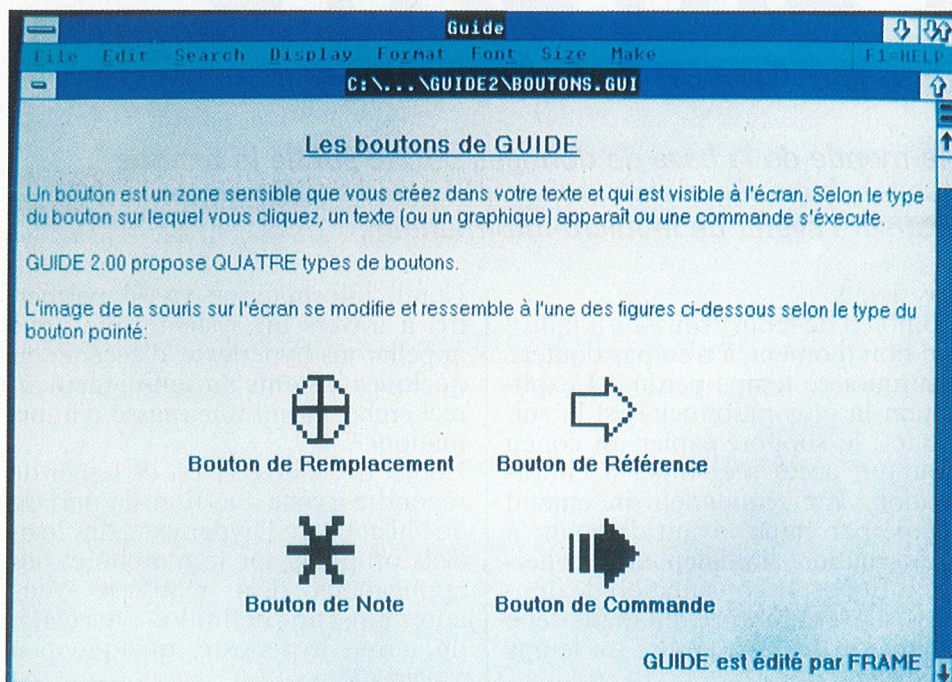 Guide
File Edit Search Display Format Font Size Make F1=HELP
C:\...\GUIDE2\BOUTONS.GUI
Les boutons de GUIDE
Un bouton est un zone sensible que vous créez dans votre texte et qui est visible à l'écran. Selon le type
du bouton sur lequel vous cliquez, un texte (ou un graphique) apparaît ou une commande s'éxecute.
GUIDE 2.00 propose QUATRE types de boutons.
L'image de la souris sur l'écran se modifie et ressemble à l'une des figures ci-dessous selon le type du
bouton pointé:
Bouton de Remplacement Bouton de Référence
Bouton de Note Bouton de Commande
GUIDE est édité par FRAME